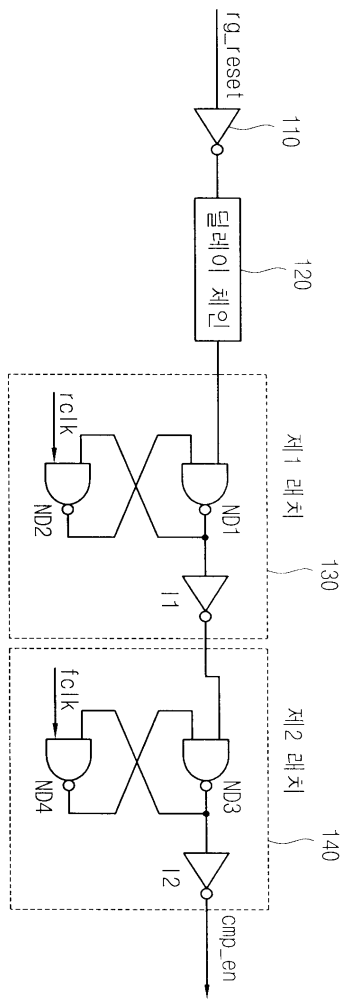 rg_reset
110
딜레이 체인
120
제1 래치
130
rclk
ND1
ND2
I1
제2 래치
140
fclk
ND3
ND4
I2
cmp_en